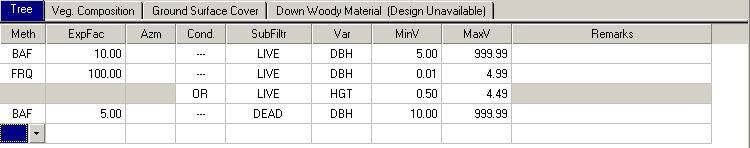 Tree Veg. Composition Ground Surface Cover Down Woody Material (Design Unavailable)
Meth ExpFac Azm Cond. SubFiltr Var MinV MaxV Remarks
BAF 10.00 --- LIVE DBH 5.00 999.99
FRQ 100.00 --- LIVE DBH 0.01 4.99
OR LIVE HGT 0.50 4.49
BAF 5.00 --- DEAD DBH 10.00 999.99